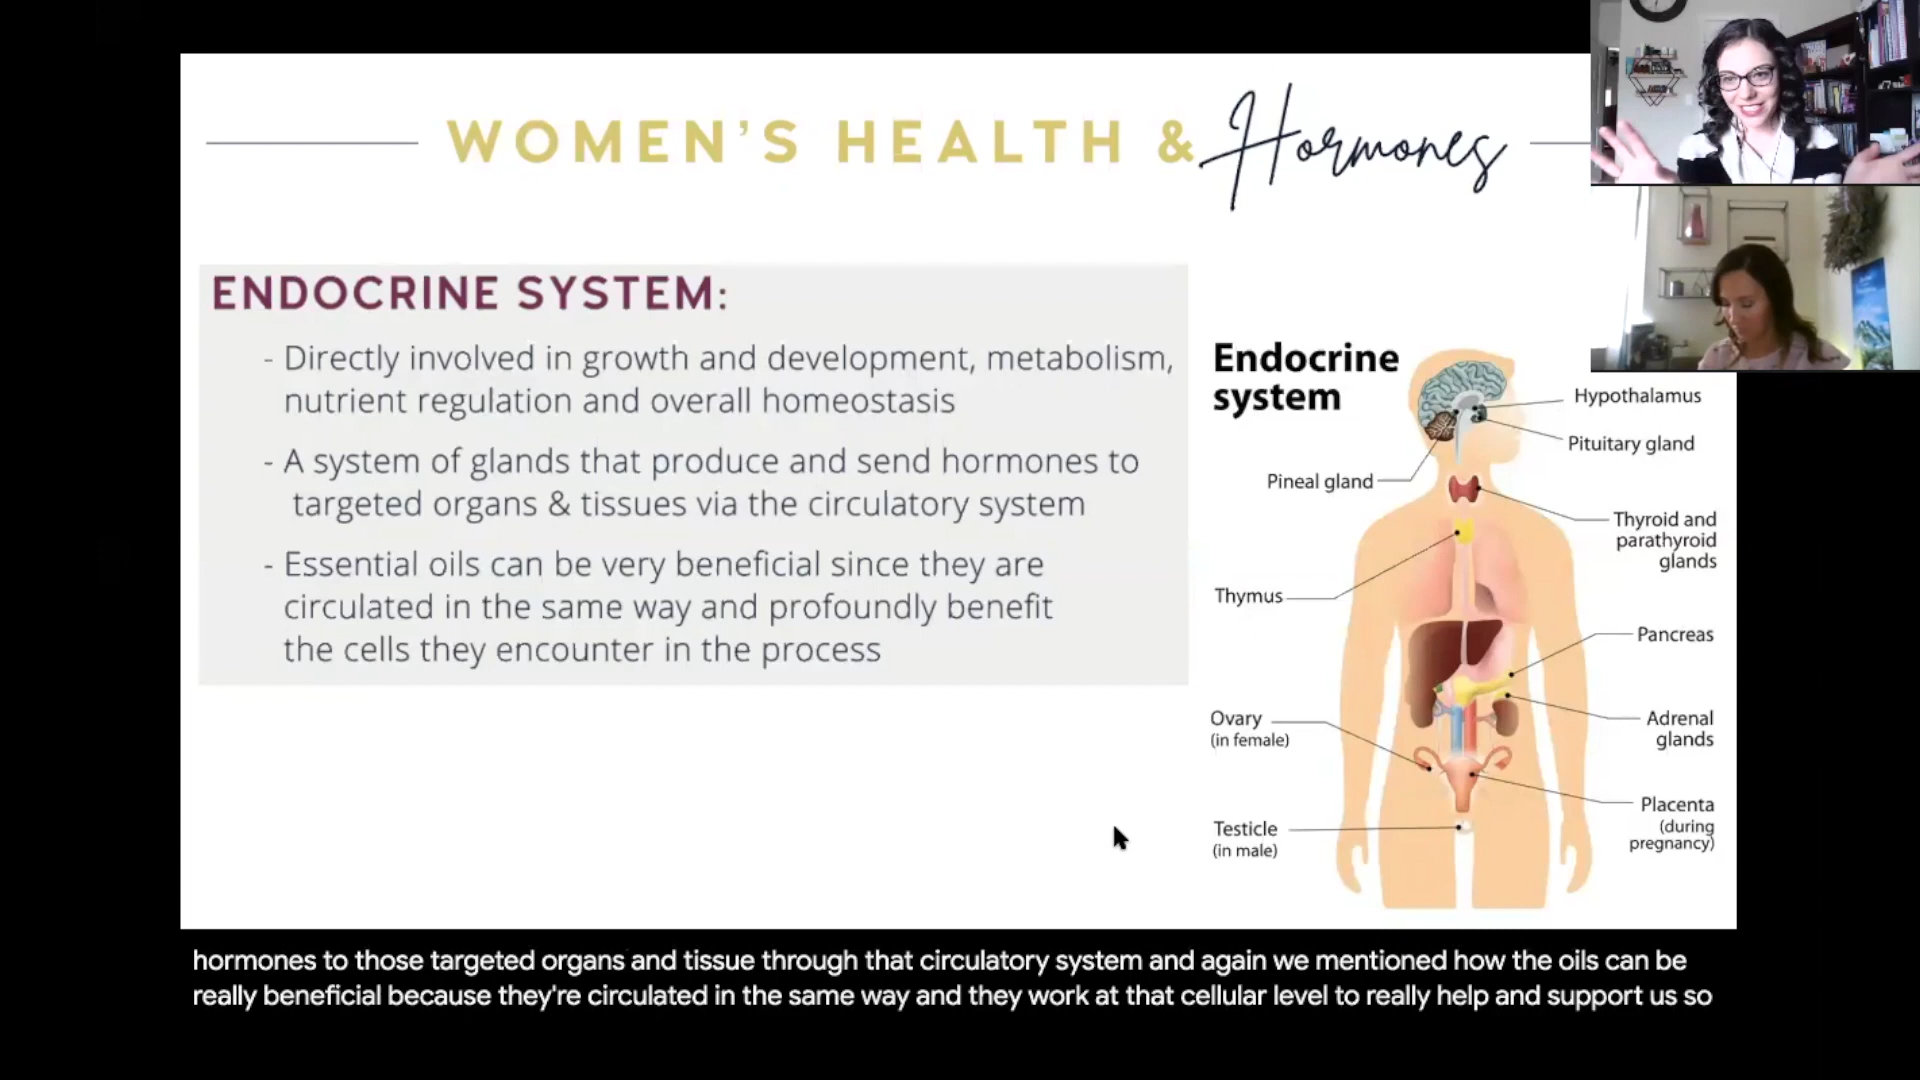 WOMEN'S HEALTH & Hormones
ENDOCRINE SYSTEM:
- Directly involved in growth and development, metabolism,
nutrient regulation and overall homeostasis
- A system of glands that produce and send hormones to
targeted organs & tissues via the circulatory system
- Essential oils can be very beneficial since they are
circulated in the same way and profoundly benefit
the cells they encounter in the process
Endocrine
system
Hypothalamus
Pituitary gland
Pineal gland
Thyroid and
parathyroid
glands
Thymus
Pancreas
Ovary
(in female)
Adrenal
glands
Placenta
(during
pregnancy)
Testicle
(in male)
hormones to those targeted organs and tissue through that circulatory system and again we mentioned how the oils can be
really beneficial because they're circulated in the same way and they work at that cellular level to really help and support us so